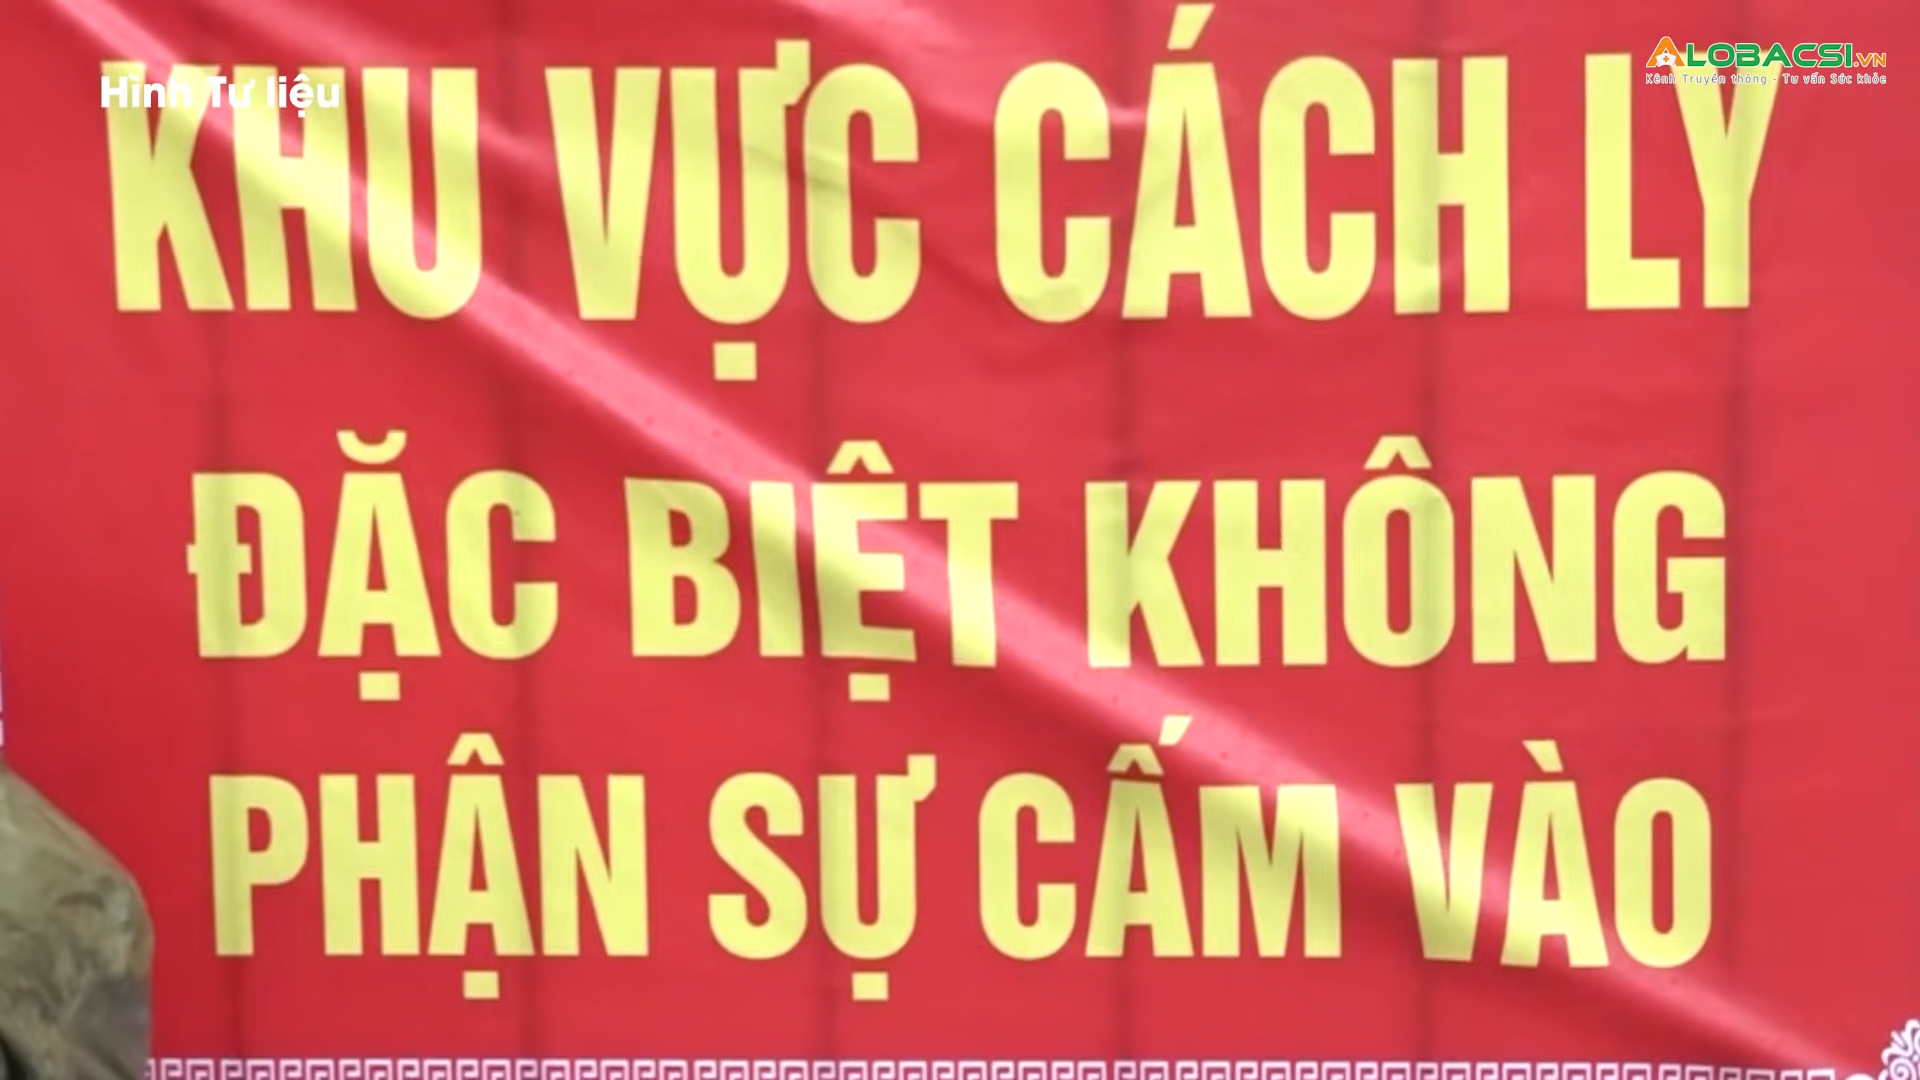 Hình Tư liệu
ALOBACSI.VN
Kênh Truyền thông - Tư vấn Sức khỏe
KHU VỰC CÁCH LY
ĐẶC BIỆT KHÔNG
PHẬN SỰ CẤM VÀO